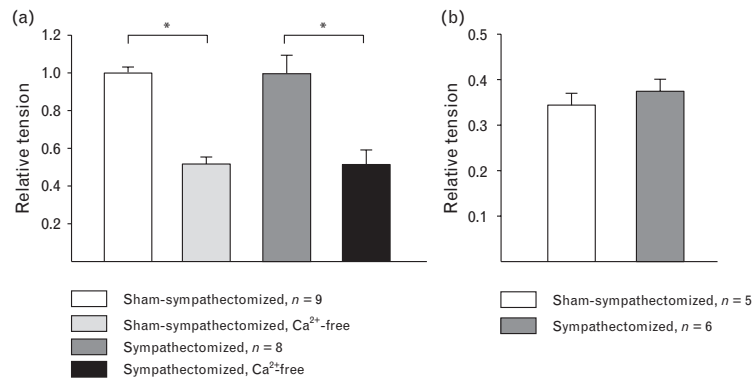 (a)
* *
1.2
1.0
0.8
0.6
0.4
0.2
Relative tension
Sham-sympathectomized, n = 9
Sham-sympathectomized, Ca²⁺-free
Sympathectomized, n = 8
Sympathectomized, Ca²⁺-free
(b)
0.5
0.4
0.3
0.2
0.1
Relative tension
Sham-sympathectomized, n = 5
Sympathectomized, n = 6